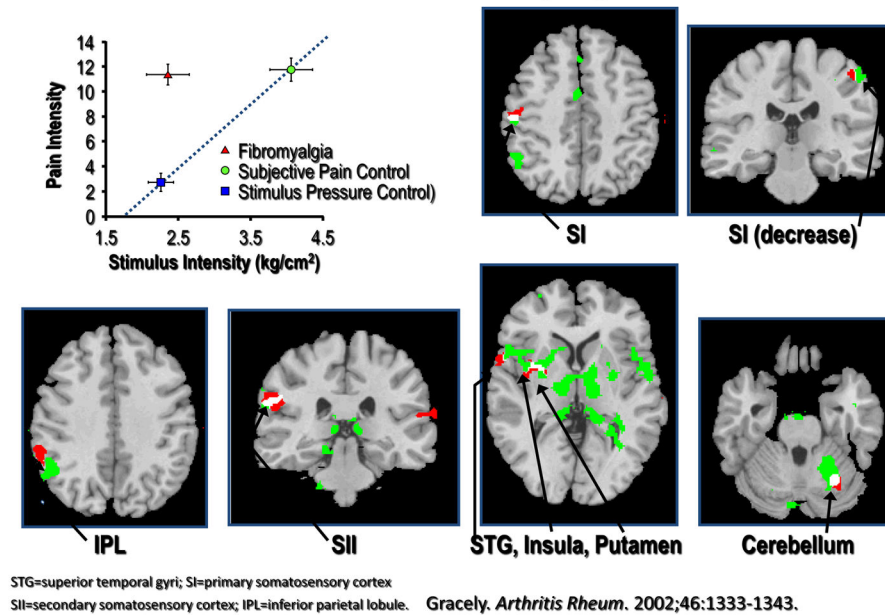 14
12
10
8
6
4
2
0
Pain Intensity
Fibromyalgia
Subjective Pain Control
Stimulus Pressure Control)
1.5 2.5 3.5 4.5
Stimulus Intensity (kg/cm²)
SI
SI (decrease)
IPL
SII
STG, Insula, Putamen
Cerebellum
STG=superior temporal gyri; SI=primary somatosensory cortex
SII=secondary somatosensory cortex; IPL=inferior parietal lobule.
Gracely. Arthritis Rheum. 2002;46:1333-1343.